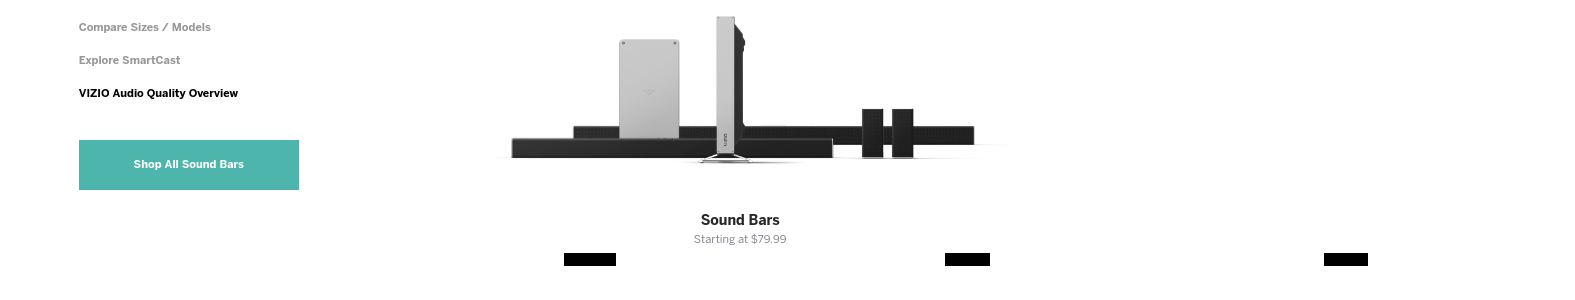 Compare Sizes / Models
Explore SmartCast
VIZIO Audio Quality Overview
Shop All Sound Bars
Sound Bars
Starting at $79.99